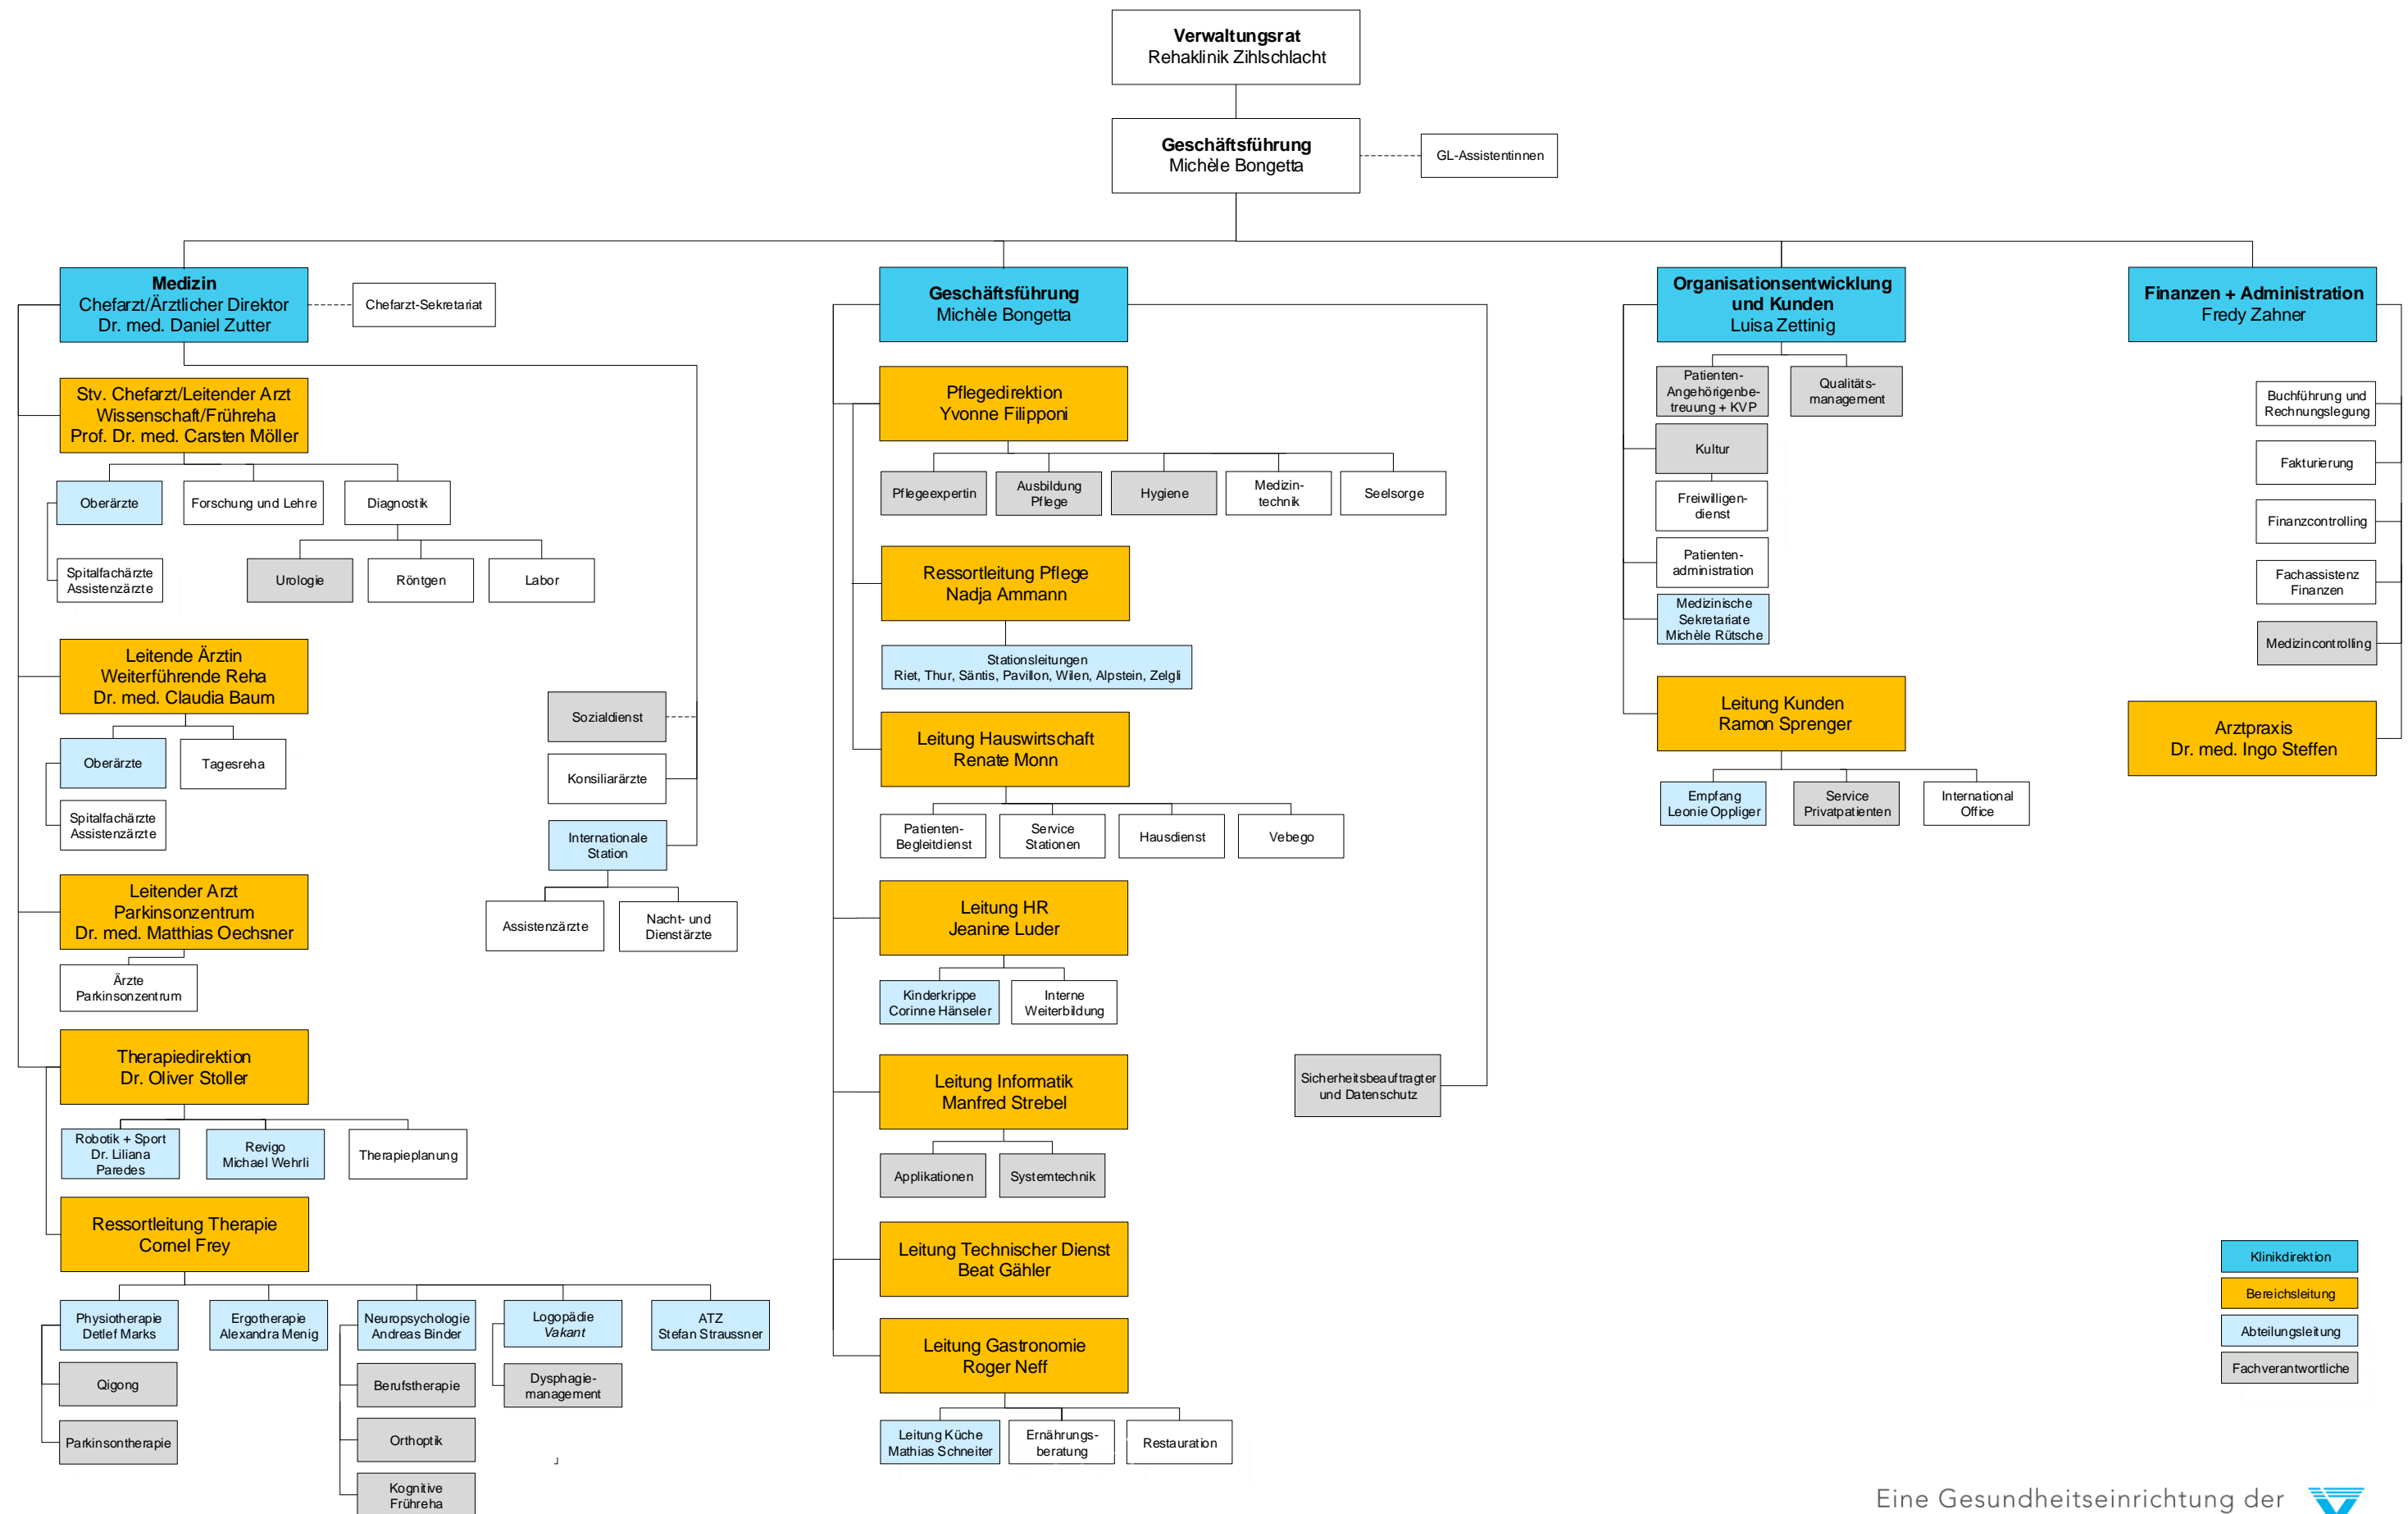 Verwaltungsrat
Rehaklinik Zihlschlacht
Geschäftsführung
Michèle Bongetta
GL-Assistentinnen
Medizin
Chefarzt/Ärztlicher Direktor
Dr. med. Daniel Zutter
Chefarzt-Sekretariat
Stv. Chefarzt/Leitender Arzt
Wissenschaft/Frühreha
Prof. Dr. med. Carsten Möller
Oberärzte
Forschung und Lehre
Diagnostik
Spitalfachärzte
Assistenzärzte
Urologie
Röntgen
Labor
Leitende Ärztin
Weiterführende Reha
Dr. med. Claudia Baum
Oberärzte
Tagesreha
Spitalfachärzte
Assistenzärzte
Sozialdienst
Konsiliarärzte
Internationale
Station
Assistenzärzte
Nacht- und
Dienstärzte
Leitender Arzt
Parkinsonzentrum
Dr. med. Matthias Oechsner
Ärzte
Parkinsonzentrum
Therapiedirektion
Dr. Oliver Stoller
Robotik + Sport
Dr. Liliana
Paredes
Revigo
Michael Wehrli
Therapieplanung
Ressortleitung Therapie
Cornel Frey
Physiotherapie
Detlef Marks
Ergotherapie
Alexandra Menig
Neuropsychologie
Andreas Binder
Logopädie
Vakant
ATZ
Stefan Straussner
Qigong
Parkinsontherapie
Berufstherapie
Orthoptik
Kognitive
Frühreha
Dysphagie-
management
Geschäftsführung
Michèle Bongetta
Pflegedirektion
Yvonne Filipponi
Pflegeexpertin
Ausbildung
Pflege
Hygiene
Medizin-
technik
Seelsorge
Ressortleitung Pflege
Nadja Ammann
Stationsleitungen
Riet, Thur, Säntis, Pavillon, Wilen, Alpstein, Zelgli
Leitung Hauswirtschaft
Renate Monn
Patienten-
Begleitdienst
Service
Stationen
Hausdienst
Vebego
Leitung HR
Jeanine Luder
Kinderkrippe
Corinne Hänseler
Interne
Weiterbildung
Leitung Informatik
Manfred Strebel
Sicherheitsbeauftragter
und Datenschutz
Applikationen
Systemtechnik
Leitung Technischer Dienst
Beat Gähler
Leitung Gastronomie
Roger Neff
Leitung Küche
Mathias Schneiter
Ernährungs-
beratung
Restauration
Organisationsentwicklung
und Kunden
Luisa Zettinig
Patienten-
Angehörigenbe-
treuung + KVP
Qualitäts-
management
Kultur
Freiwilligen-
dienst
Patienten-
administration
Medizinische
Sekretariate
Michèle Rütsche
Leitung Kunden
Ramon Sprenger
Empfang
Leonie Oppliger
Service
Privatpatienten
International
Office
Finanzen + Administration
Fredy Zahner
Buchführung und
Rechnungslegung
Fakturierung
Finanzcontrolling
Fachassistenz
Finanzen
Medizincontrolling
Arztpraxis
Dr. med. Ingo Steffen
Klinikdirektion
Bereichsleitung
Abteilungsleitung
Fachverantwortliche
Eine Gesundheitseinrichtung der